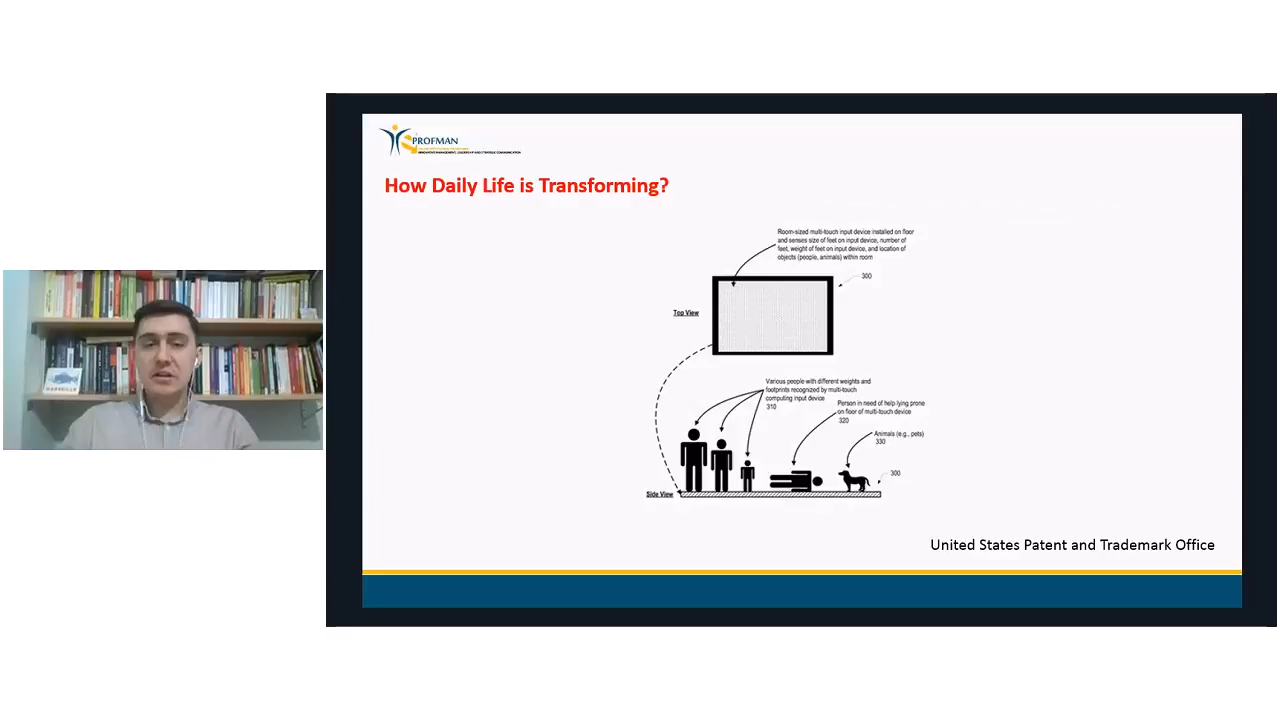 PROFMAN
INNOVATIVE MANAGEMENT, LEADERSHIP AND STRATEGIC COMMUNICATION
How Daily Life is Transforming?
Room-sized multi-touch input device installed on floor
and senses size of feet on input device, number of
feet, weight of feet on input device, and location of
objects (people, animals) within room
300
Top View
Various people with different weights and
footprints recognized by multi-touch
computing input device
310
Person in need of help lying prone
on floor of multi-touch device
320
Animals (e.g., pets)
330
300
Side View
United States Patent and Trademark Office
MARSEILLE